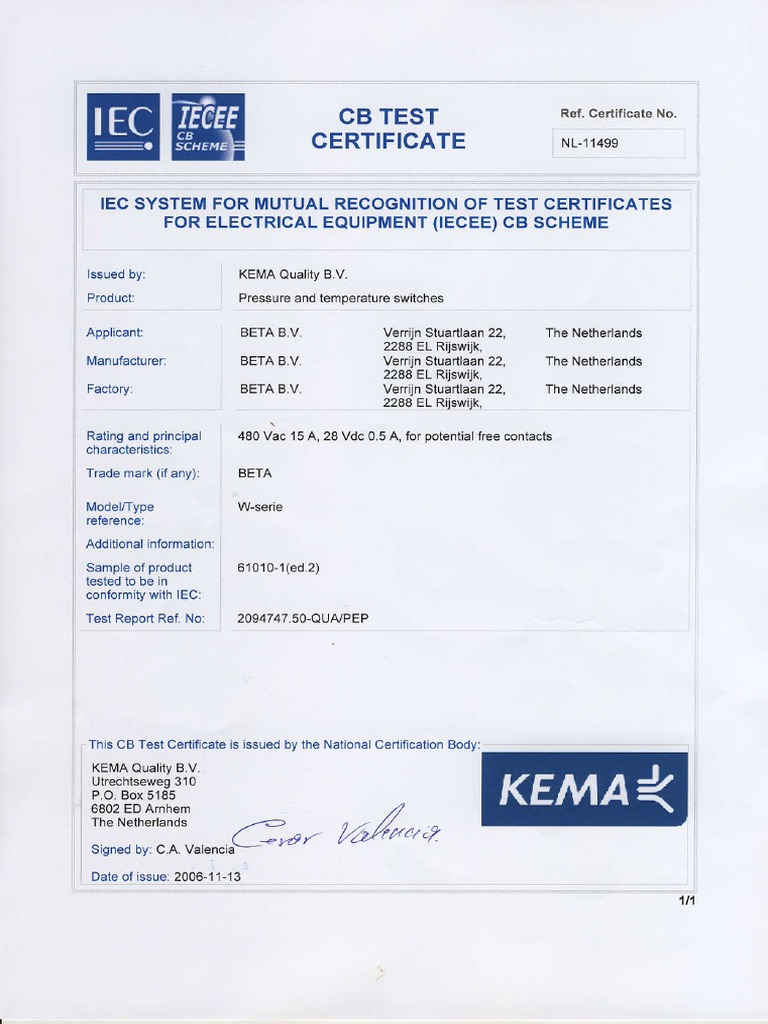 IEC
IECEE
CB
SCHEME
CB TEST
CERTIFICATE
Ref. Certificate No.
NL-11499
IEC SYSTEM FOR MUTUAL RECOGNITION OF TEST CERTIFICATES
FOR ELECTRICAL EQUIPMENT (IECEE) CB SCHEME
Issued by: KEMA Quality B.V.
Product: Pressure and temperature switches
Applicant: BETA B.V. Verrijn Stuartlaan 22, The Netherlands
2288 EL Rijswijk,
Manufacturer: BETA B.V. Verrijn Stuartlaan 22, The Netherlands
2288 EL Rijswijk,
Factory: BETA B.V. Verrijn Stuartlaan 22, The Netherlands
2288 EL Rijswijk,
Rating and principal 480 Vac 15 A, 28 Vdc 0.5 A, for potential free contacts
characteristics:
Trade mark (if any): BETA
Model/Type W-serie
reference:
Additional information:
Sample of product 61010-1(ed.2)
tested to be in
conformity with IEC:
Test Report Ref. No: 2094747.50-QUA/PEP
This CB Test Certificate is issued by the National Certification Body:
KEMA Quality B.V.
Utrechtseweg 310
P.O. Box 5185
6802 ED Arnhem
The Netherlands
KEMA
Cesar Valencia.
Signed by: C.A. Valencia
Date of issue: 2006-11-13
1/1